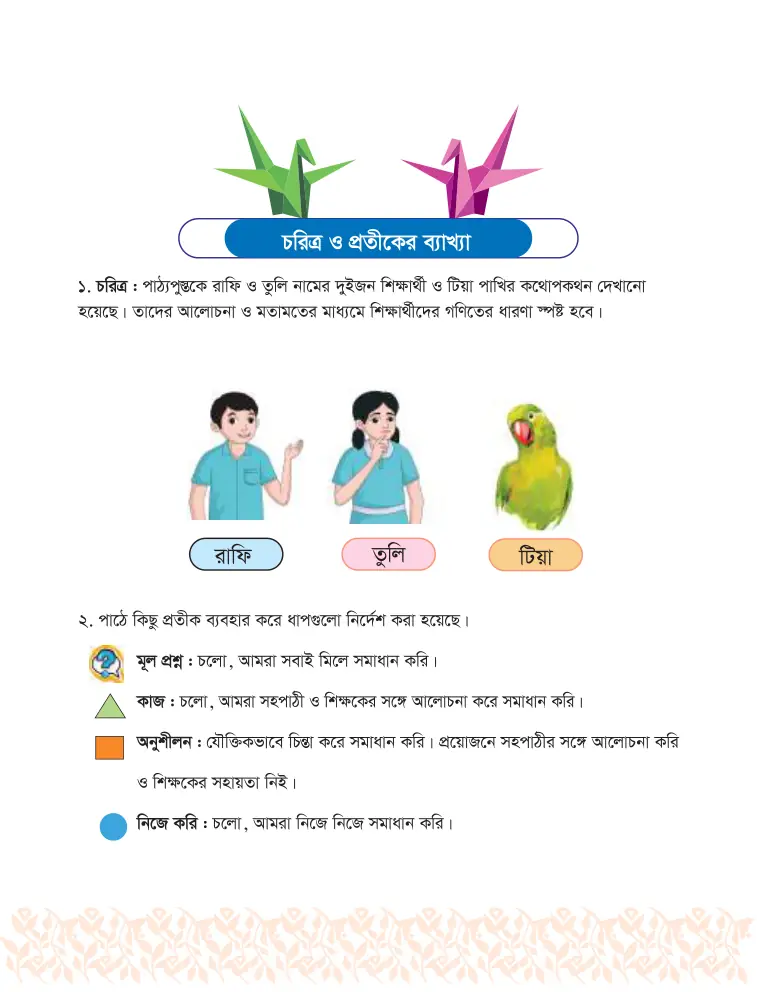 চরিত্র ও প্রতীকের ব্যাখ্যা
১. চরিত্র : পাঠ্যপুস্তকে রাফি ও তুলি নামের দুইজন শিক্ষার্থী ও টিয়া পাখির কথোপকথন দেখানো
হয়েছে। তাদের আলোচনা ও মতামতের মাধ্যমে শিক্ষার্থীদের গণিতের ধারণা স্পষ্ট হবে।
রাফি
তুলি
টিয়া
২. পাঠে কিছু প্রতীক ব্যবহার করে ধাপগুলো নির্দেশ করা হয়েছে।
?
মূল প্রশ্ন : চলো, আমরা সবাই মিলে সমাধান করি।
কাজ : চলো, আমরা সহপাঠী ও শিক্ষকের সঙ্গে আলোচনা করে সমাধান করি।
অনুশীলন : যৌক্তিকভাবে চিন্তা করে সমাধান করি। প্রয়োজনে সহপাঠীর সঙ্গে আলোচনা করি
ও শিক্ষকের সহায়তা নিই।
নিজে করি : চলো, আমরা নিজে নিজে সমাধান করি।